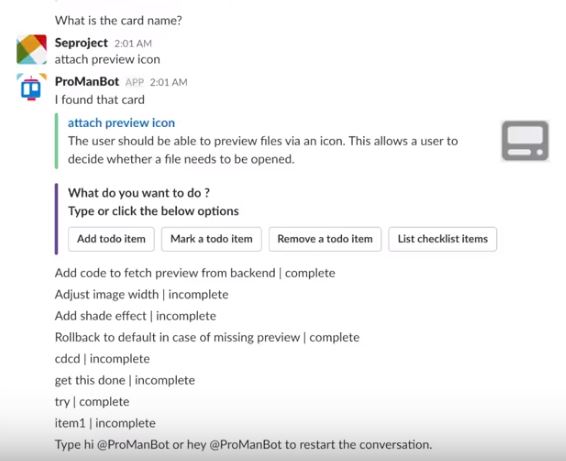 What is the card name?
Seproject 2:01 AM
attach preview icon
ProManBot APP 2:01 AM
I found that card
attach preview icon
The user should be able to preview files via an icon. This allows a user to
decide whether a file needs to be opened.
What do you want to do ?
Type or click the below options
Add todo item Mark a todo item Remove a todo item List checklist items
Add code to fetch preview from backend | complete
Adjust image width | incomplete
Add shade effect | incomplete
Rollback to default in case of missing preview | complete
cdcd | incomplete
get this done | incomplete
try | complete
item1 | incomplete
Type hi @ProManBot or hey @ProManBot to restart the conversation.